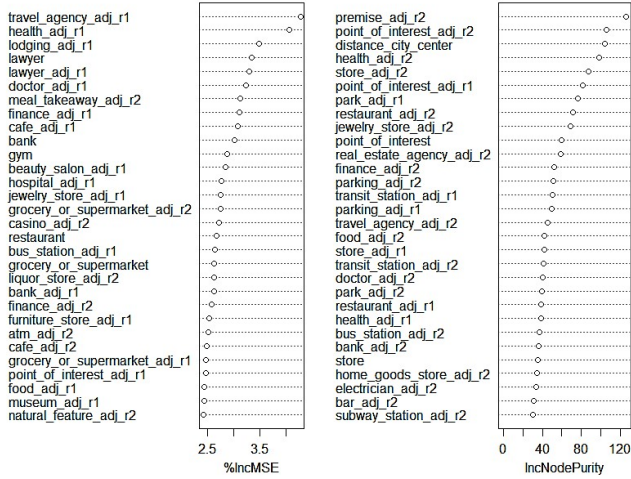 travel_agency_adj_r1
health_adj_r1
lodging_adj_r1
lawyer
lawyer_adj_r1
doctor_adj_r1
meal_takeaway_adj_r2
finance_adj_r1
cafe_adj_r1
bank
gym
beauty_salon_adj_r1
hospital_adj_r1
jewelry_store_adj_r1
grocery_or_supermarket_adj_r2
casino_adj_r2
restaurant
bus_station_adj_r1
grocery_or_supermarket
liquor_store_adj_r2
bank_adj_r1
finance_adj_r2
furniture_store_adj_r1
atm_adj_r2
cafe_adj_r2
grocery_or_supermarket_adj_r1
point_of_interest_adj_r1
food_adj_r1
museum_adj_r1
natural_feature_adj_r2
2.5 3.5
%IncMSE
premise_adj_r2
point_of_interest_adj_r2
distance_city_center
health_adj_r2
store_adj_r2
point_of_interest_adj_r1
park_adj_r1
restaurant_adj_r2
jewelry_store_adj_r2
point_of_interest
real_estate_agency_adj_r2
finance_adj_r2
parking_adj_r2
transit_station_adj_r1
parking_adj_r1
travel_agency_adj_r2
food_adj_r2
store_adj_r1
transit_station_adj_r2
doctor_adj_r2
park_adj_r2
restaurant_adj_r1
health_adj_r1
bus_station_adj_r2
bank_adj_r2
store
home_goods_store_adj_r2
electrician_adj_r2
bar_adj_r2
subway_station_adj_r2
0 40 80 120
IncNodePurity